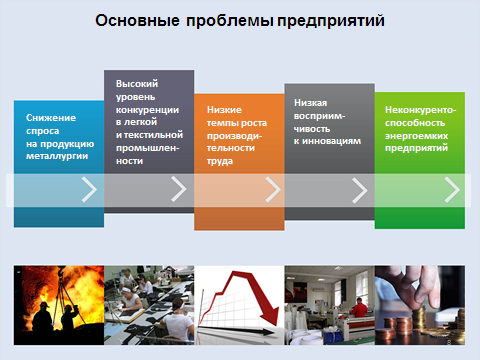 Основные проблемы предприятий
Снижение
спроса
на продукцию
металлургии
Высокий
уровень
конкуренции
в легкой
и текстильной
промышлен-
ности
Низкие
темпы роста
производи-
тельности
труда
Низкая
восприим-
чивость
к инновациям
Неконкуренто-
способность
энергоемких
предприятий